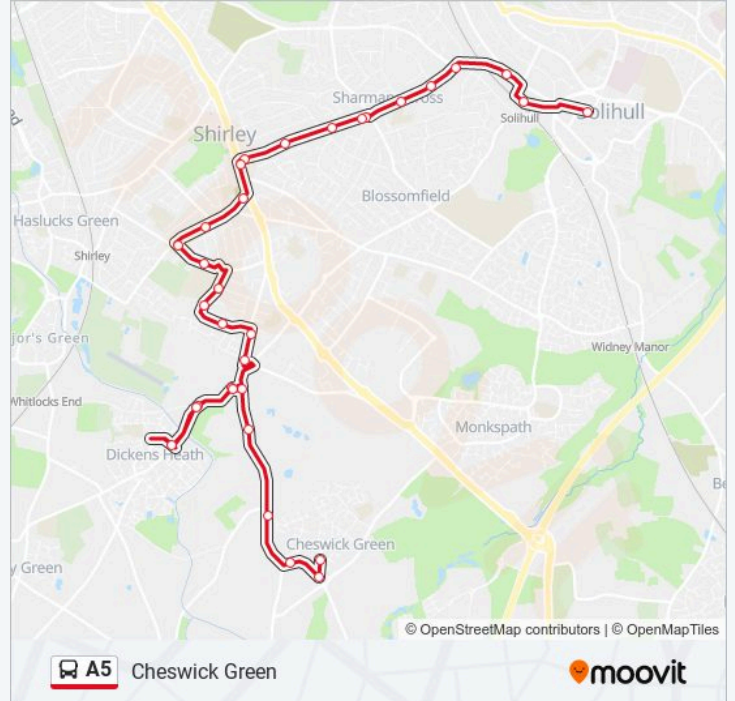 Sharmans Cross
Solihull
Solihull
Shirley
Blossomfield
Haslucks Green
Shirley
jor's Green
Widney Manor
Whitlocks End
Monkspath
Dickens Heath
Be
Cheswick Green
y Green
© OpenStreetMap contributors | © OpenMapTiles
A5 Cheswick Green
moovit